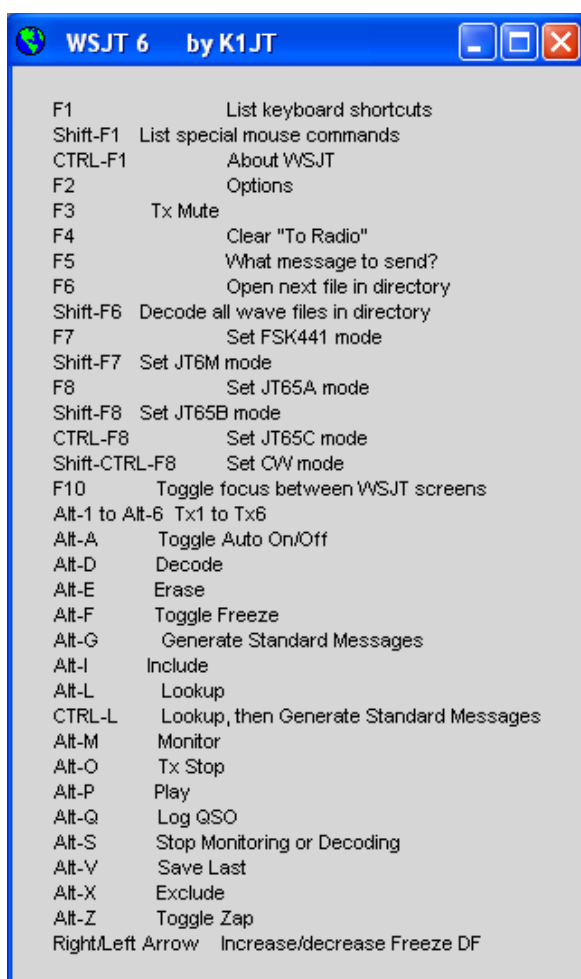 WSJT 6 by K1JT
F1 List keyboard shortcuts
Shift-F1 List special mouse commands
CTRL-F1 About WSJT
F2 Options
F3 Tx Mute
F4 Clear "To Radio"
F5 What message to send?
F6 Open next file in directory
Shift-F6 Decode all wave files in directory
F7 Set FSK441 mode
Shift-F7 Set JT6M mode
F8 Set JT65A mode
Shift-F8 Set JT65B mode
CTRL-F8 Set JT65C mode
Shift-CTRL-F8 Set CW mode
F10 Toggle focus between WSJT screens
Alt-1 to Alt-6 Tx1 to Tx6
Alt-A Toggle Auto On/Off
Alt-D Decode
Alt-E Erase
Alt-F Toggle Freeze
Alt-G Generate Standard Messages
Alt-I Include
Alt-L Lookup
CTRL-L Lookup, then Generate Standard Messages
Alt-M Monitor
Alt-O Tx Stop
Alt-P Play
Alt-Q Log QSO
Alt-S Stop Monitoring or Decoding
Alt-V Save Last
Alt-X Exclude
Alt-Z Toggle Zap
Right/Left Arrow Increase/decrease Freeze DF